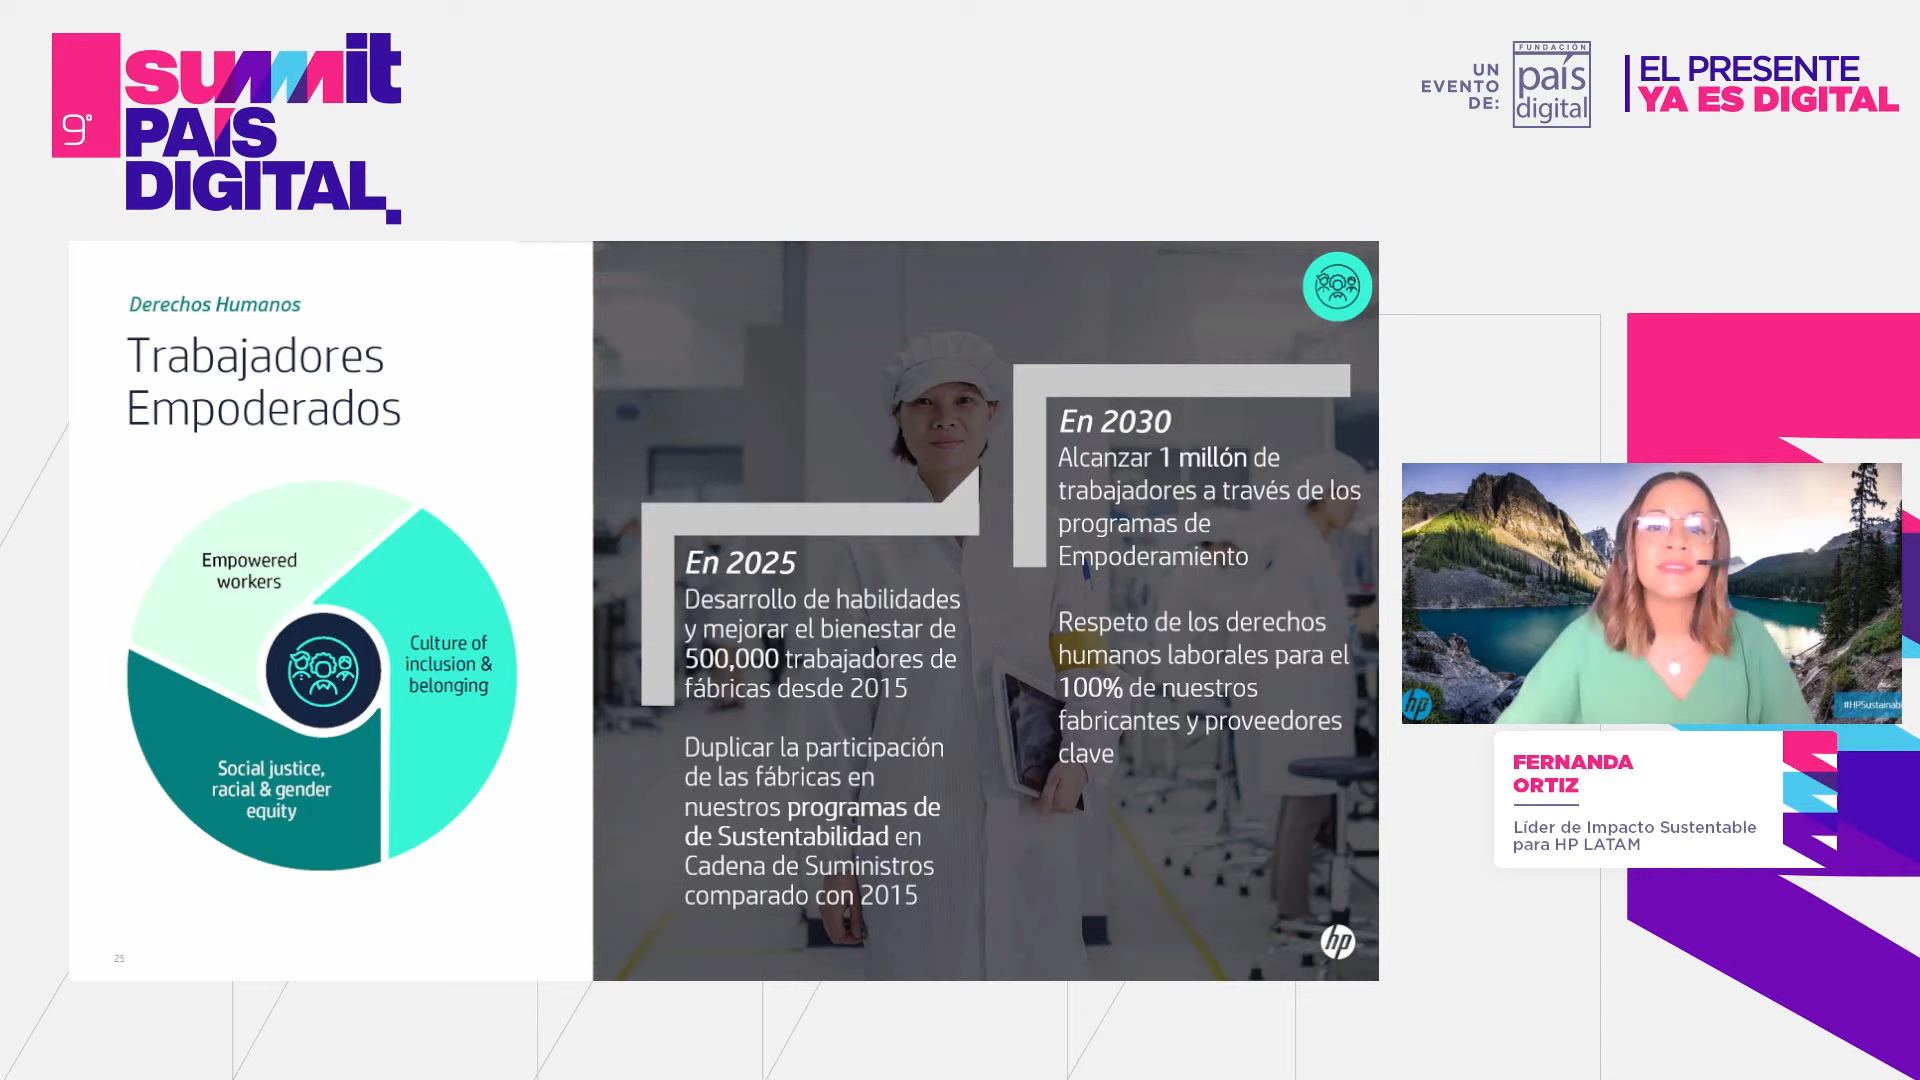 9°
summit
PAÍS
DIGITAL.
UN
EVENTO
DE:
FUNDACIÓN
país
digital
EL PRESENTE
YA ES DIGITAL
Derechos Humanos
Trabajadores
Empoderados
Empowered
workers
Culture of
inclusion &
belonging
Social justice,
racial & gender
equity
25
En 2025
Desarrollo de habilidades
y mejorar el bienestar de
500,000 trabajadores de
fábricas desde 2015
Duplicar la participación
de las fábricas en
nuestros programas de
de Sustentabilidad en
Cadena de Suministros
comparado con 2015
En 2030
Alcanzar 1 millón de
trabajadores a través de los
programas de
Empoderamiento
Respeto de los derechos
humanos laborales para el
100% de nuestros
fabricantes y proveedores
clave
hp
hp
#HPSustainabl
FERNANDA
ORTIZ
Líder de Impacto Sustentable
para HP LATAM